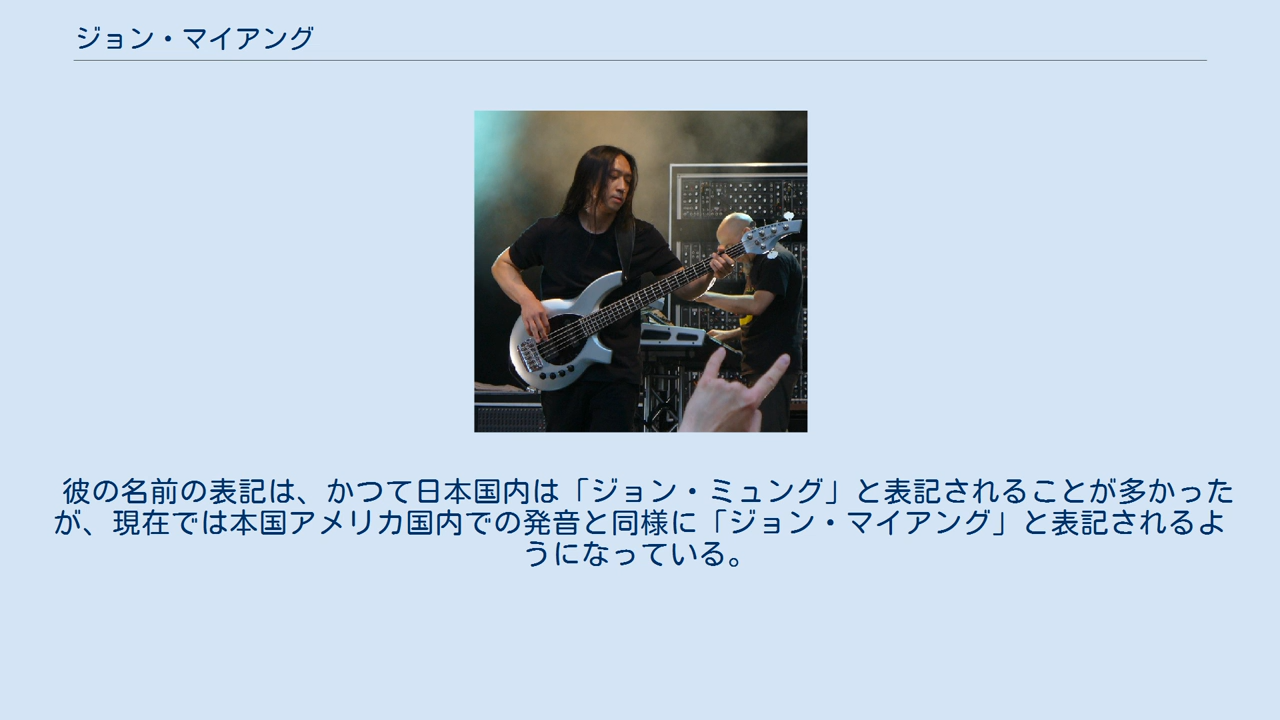 ジョン・マイアング
彼の名前の表記は、かつて日本国内は「ジョン・ミュング」と表記されることが多かった
が、現在では本国アメリカ国内での発音と同様に「ジョン・マイアング」と表記されるよ
うになっている。